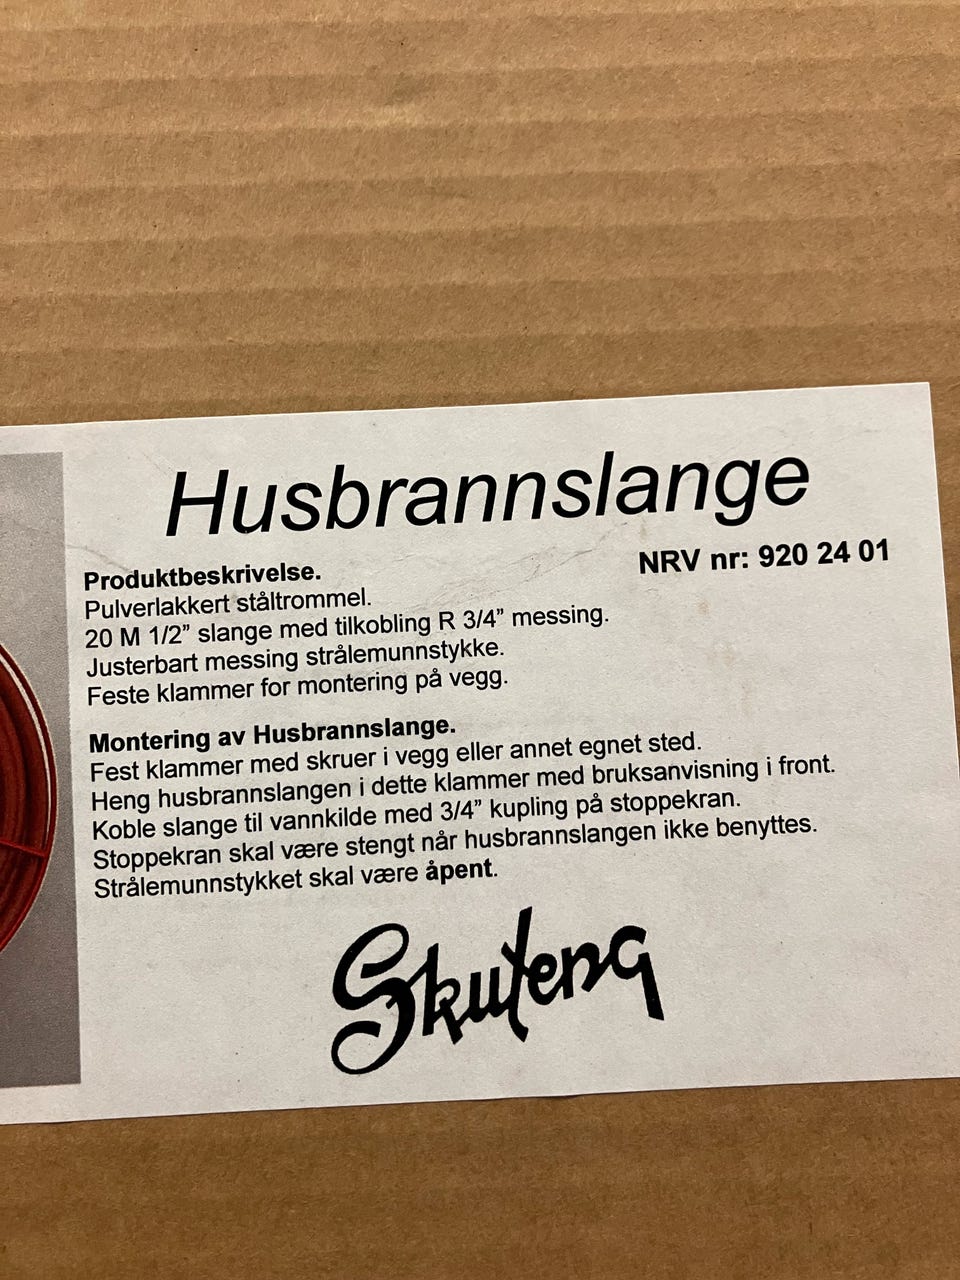 Husbrannslange
NRV nr: 920 24 01
Produktbeskrivelse.
Pulverlakkert ståltrommel.
20 M 1/2” slange med tilkobling R 3/4” messing.
Justerbart messing strålemunnstykke.
Feste klammer for montering på vegg.
Montering av Husbrannslange.
Fest klammer med skruer i vegg eller annet egnet sted.
Heng husbrannslangen i dette klammer med bruksanvisning i front.
Koble slange til vannkilde med 3/4” kupling på stoppekran.
Stoppekran skal være stengt når husbrannslangen ikke benyttes.
Strålemunnstykket skal være åpent.
Skuteng